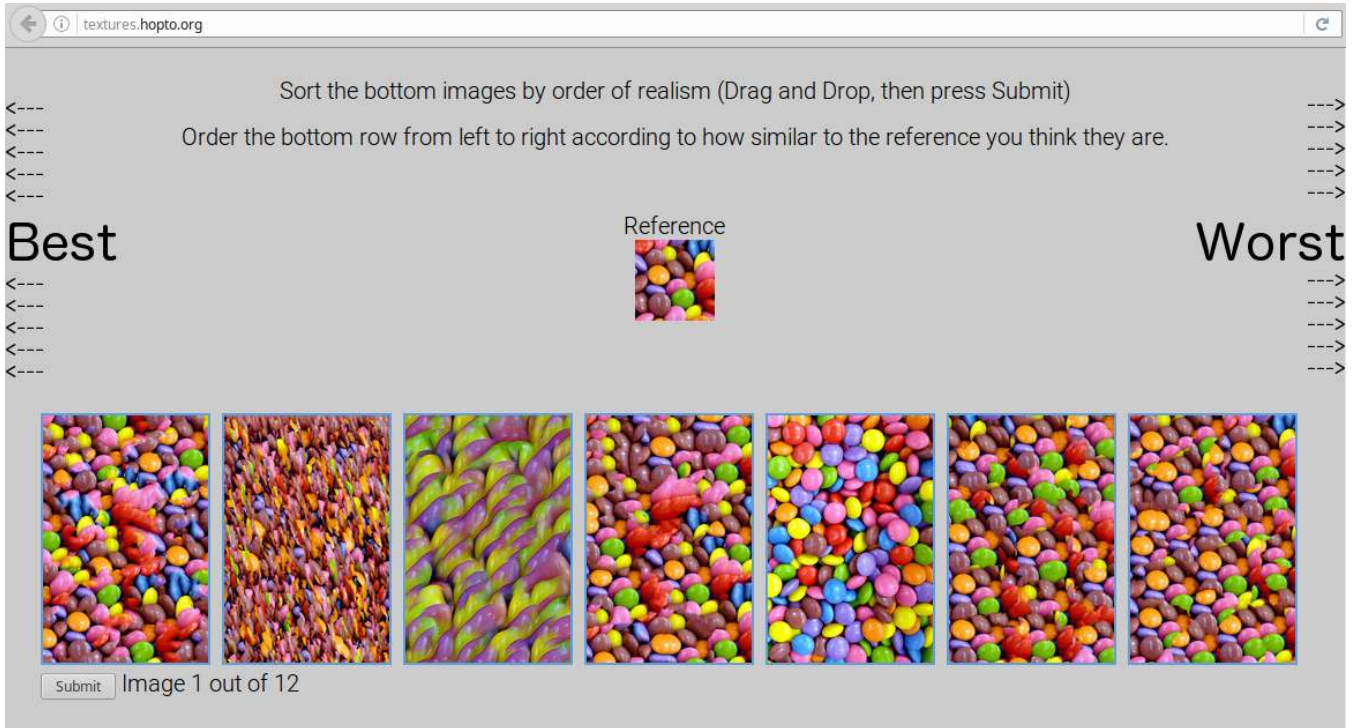 textures.hopto.org
Sort the bottom images by order of realism (Drag and Drop, then press Submit)
Order the bottom row from left to right according to how similar to the reference you think they are.
<---
<---
<---
<---
<---
--->
--->
--->
--->
--->
Best
Reference
Worst
<---
<---
<---
<---
<---
--->
--->
--->
--->
--->
Submit Image 1 out of 12